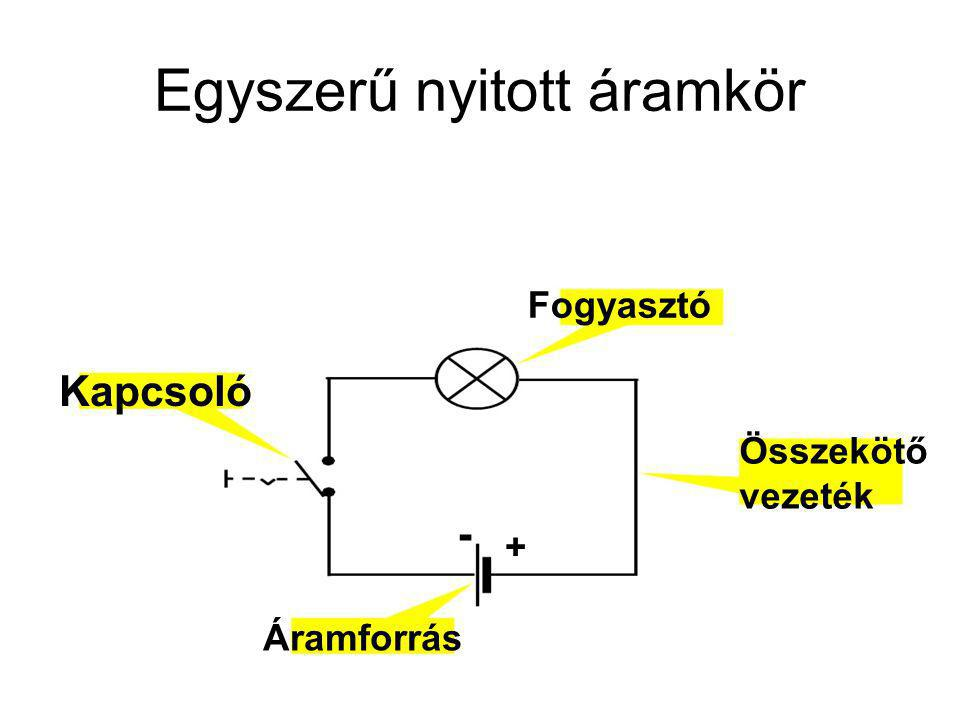 Egyszerű nyitott áramkör
Fogyasztó
Kapcsoló
Összekötő
vezeték
- +
Áramforrás